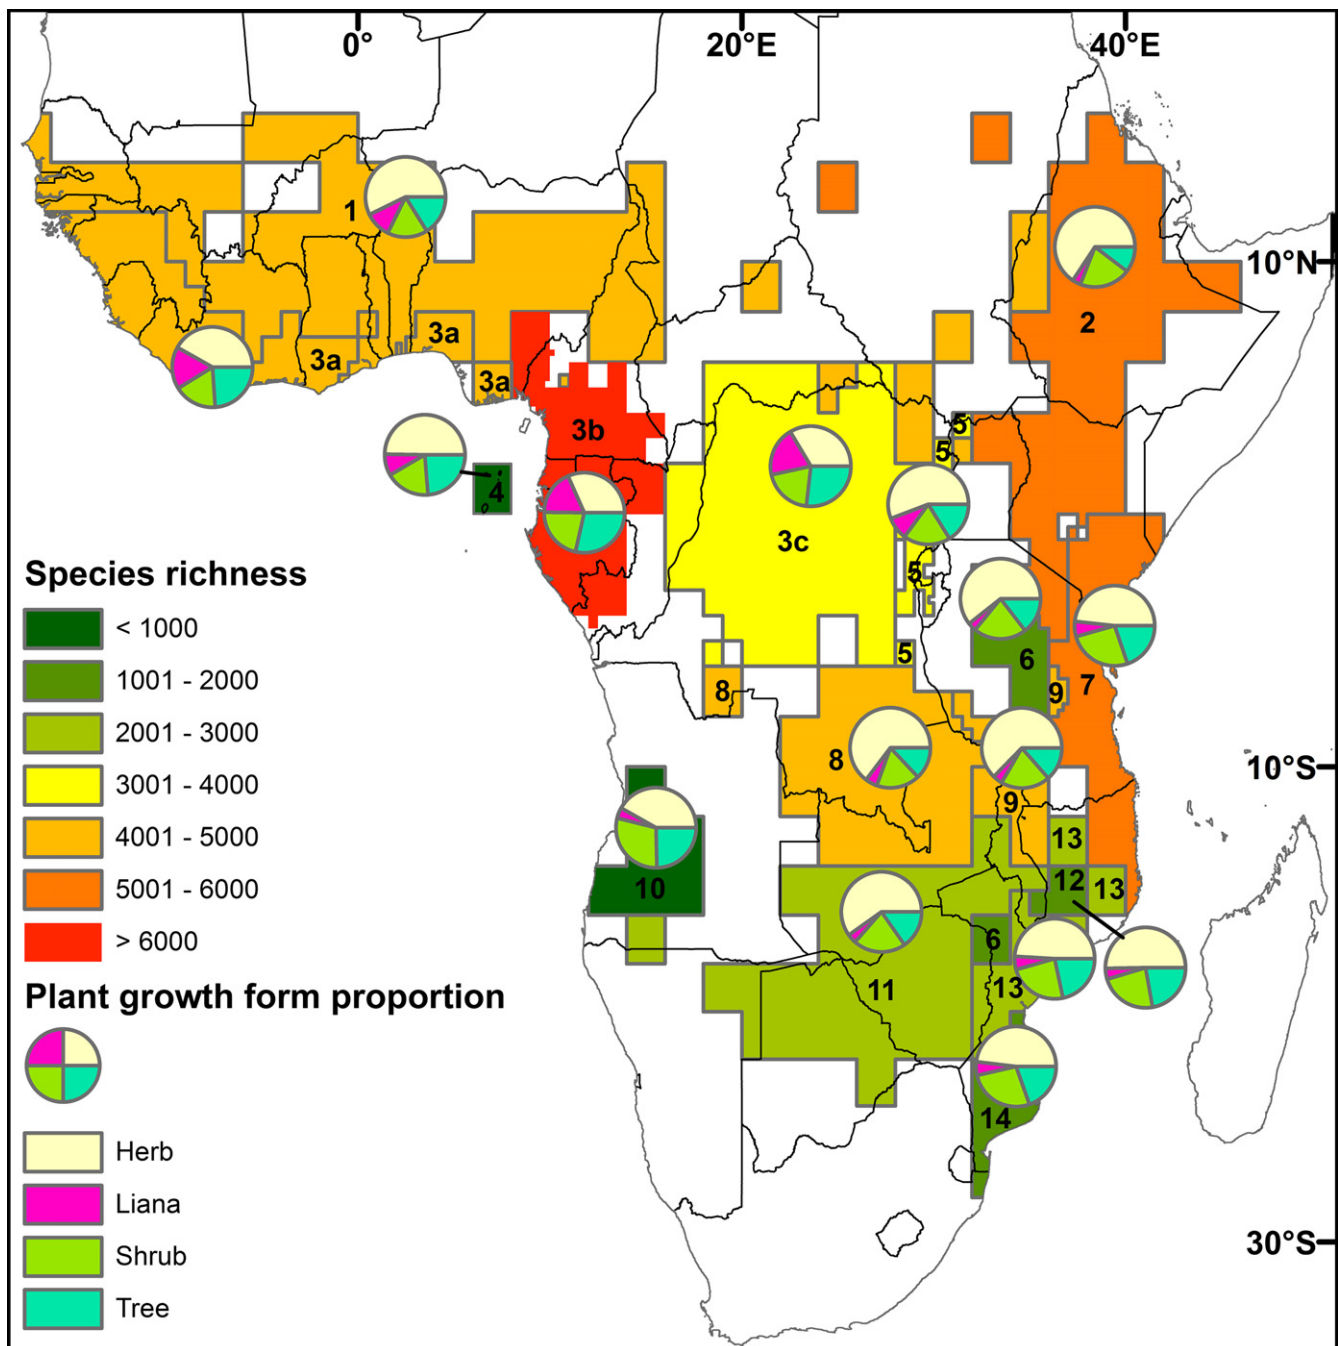 0°
20°E
40°E
1
10°N
2
3a
3a
3a
3b
5
5
4
3c
5
Species richness
< 1000
1001 - 2000
2001 - 3000
3001 - 4000
4001 - 5000
5001 - 6000
> 6000
5
6
7
8
9
8
10°S
9
13
10
12
13
6
11
13
14
30°S
Plant growth form proportion
Herb
Liana
Shrub
Tree